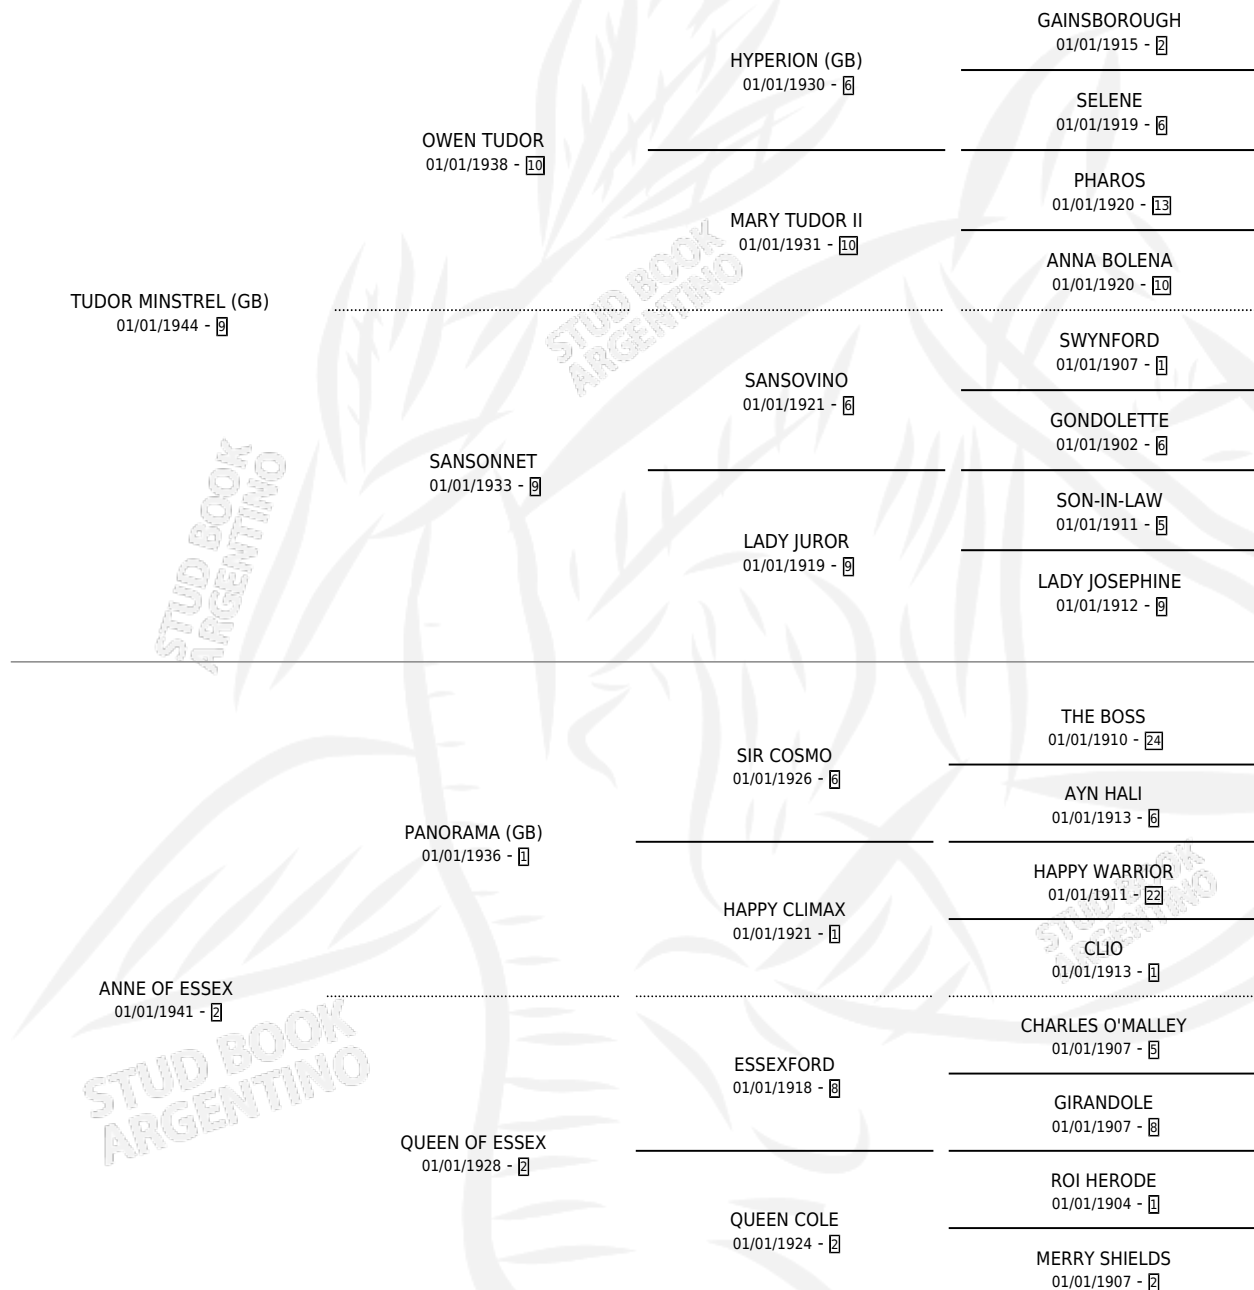 GAINSBOROUGH
01/01/1915 - 2
HYPERION (GB)
01/01/1930 - 6
SELENE
01/01/1919 - 6
OWEN TUDOR
01/01/1938 - 10
PHAROS
01/01/1920 - 13
MARY TUDOR II
01/01/1931 - 10
ANNA BOLENA
01/01/1920 - 10
TUDOR MINSTREL (GB)
01/01/1944 - 9
STUD BOOK
ARGENTINO
SWYNFORD
01/01/1907 - 1
SANSOVINO
01/01/1921 - 6
GONDOLETTE
01/01/1902 - 6
SANSONNET
01/01/1933 - 9
SON-IN-LAW
01/01/1911 - 5
LADY JUROR
01/01/1919 - 9
LADY JOSEPHINE
01/01/1912 - 9
STUD BOOK
ARGENTINO
THE BOSS
01/01/1910 - 24
SIR COSMO
01/01/1926 - 6
AYN HALI
01/01/1913 - 6
PANORAMA (GB)
01/01/1936 - 1
HAPPY WARRIOR
01/01/1911 - 22
STUD BOOK
ARGENTINO
HAPPY CLIMAX
01/01/1921 - 1
CLIO
01/01/1913 - 1
ANNE OF ESSEX
01/01/1941 - 2
STUD BOOK
ARGENTINO
CHARLES O'MALLEY
01/01/1907 - 5
ESSEXFORD
01/01/1918 - 8
GIRANDOLE
01/01/1907 - 8
QUEEN OF ESSEX
01/01/1928 - 2
ROI HERODE
01/01/1904 - 1
QUEEN COLE
01/01/1924 - 2
MERRY SHIELDS
01/01/1907 - 2